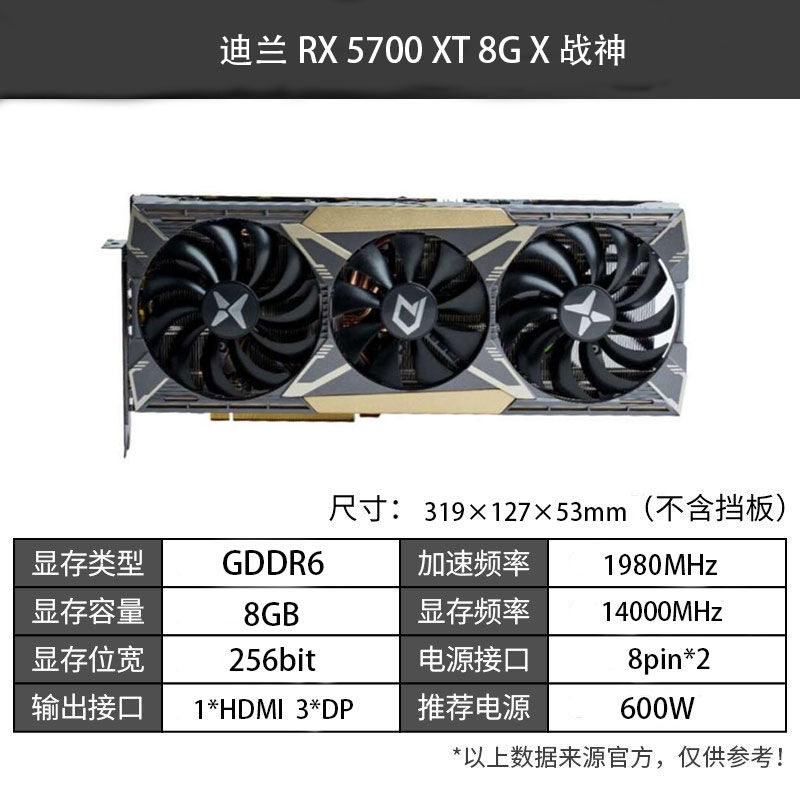 迪兰 RX 5700 XT 8G X 战神
尺寸： 319×127×53mm（不含挡板）
显存类型 GDDR6 加速频率 1980MHz
显存容量 8GB 显存频率 14000MHz
显存位宽 256bit 电源接口 8pin*2
输出接口 1*HDMI 3*DP 推荐电源 600W
*以上数据来源官方，仅供参考！